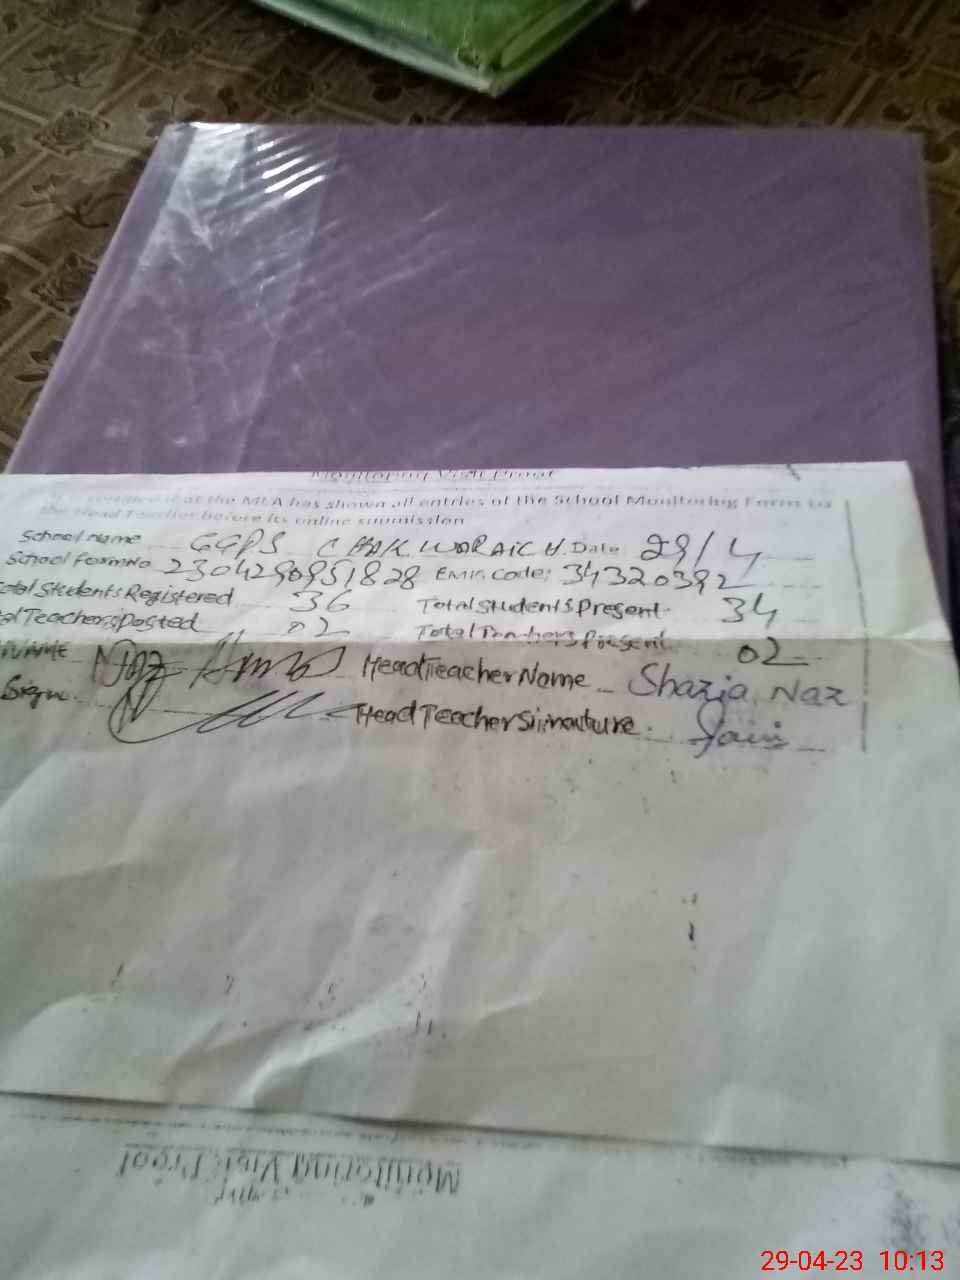 Monitoring Visit Proof
It is certified that the MEA has shown all entries of the School Monitoring Form to
the Head Teacher before its online submission
School name GGPS CHAK WARAICH. Date 29/4
School Form No 2304290951828 EMIS Code: 34320392
Total Students Registered 36 Total Students Present. 34
Total Teachers Posted 02 Total Teachers Present 02
Head Teacher Name Shazia Naz
Sign. Head Teacher Signature.
Monitoring Visit Proof
29-04-23 10:13